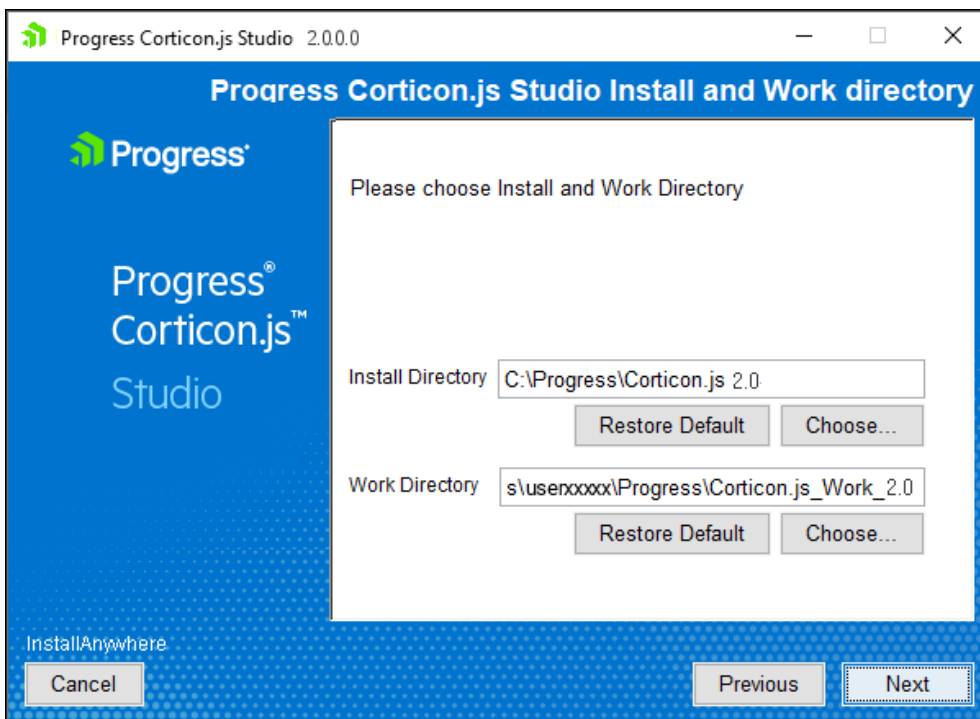 Progress Corticon.js Studio 2.0.0.0
Progress Corticon.js Studio Install and Work directory
Progress
Please choose Install and Work Directory
Progress®
Corticon.js™
Studio
Install Directory C:\Progress\Corticon.js 2.0
Restore Default Choose...
Work Directory s\userxxxxx\Progress\Corticon.js_Work_2.0
Restore Default Choose...
InstallAnywhere
Cancel Previous Next